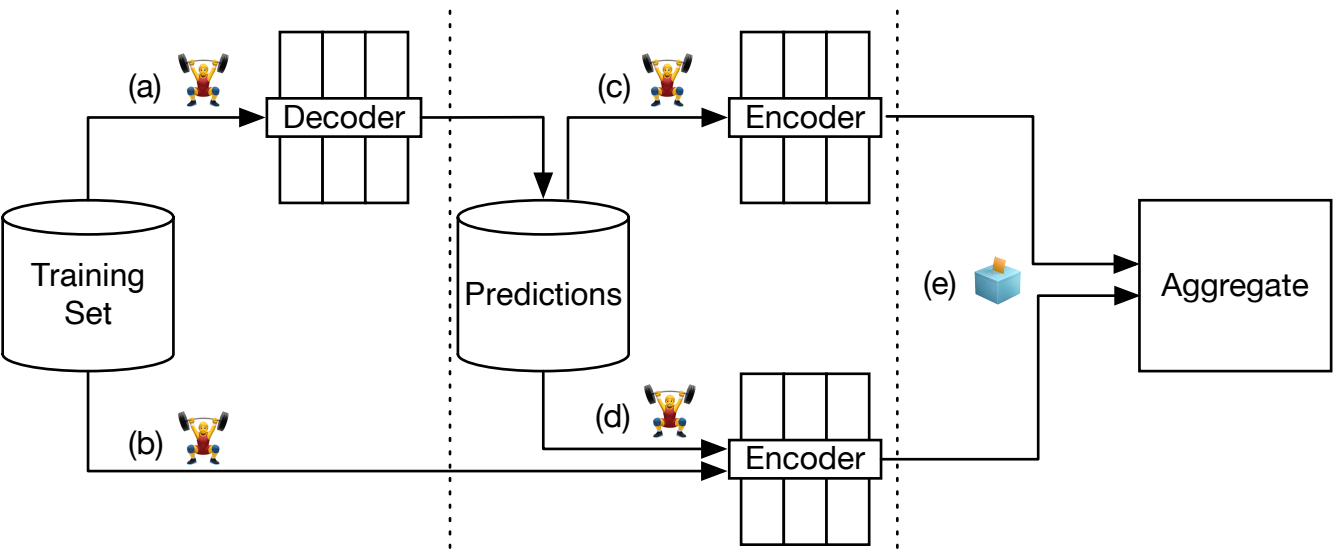 (a)
Decoder
(c)
Encoder
Training
Set
Predictions
(e)
Aggregate
(b)
(d)
Encoder